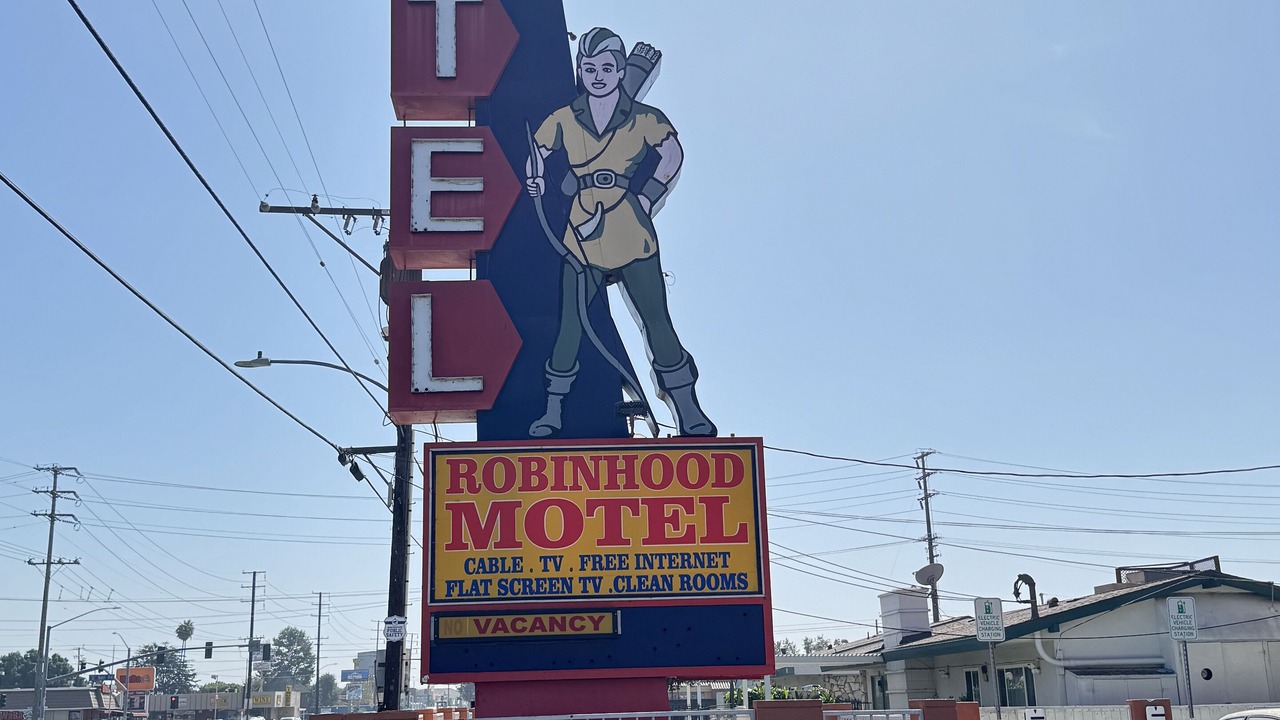 T
E
L
ROBINHOOD
MOTEL
CABLE . TV . FREE INTERNET
FLAT SCREEN TV .CLEAN ROOMS
NO VACANCY
ELECTRIC
VEHICLE
CHARGING
STATION
ELECTRIC
VEHICLE
CHARGING
STATION